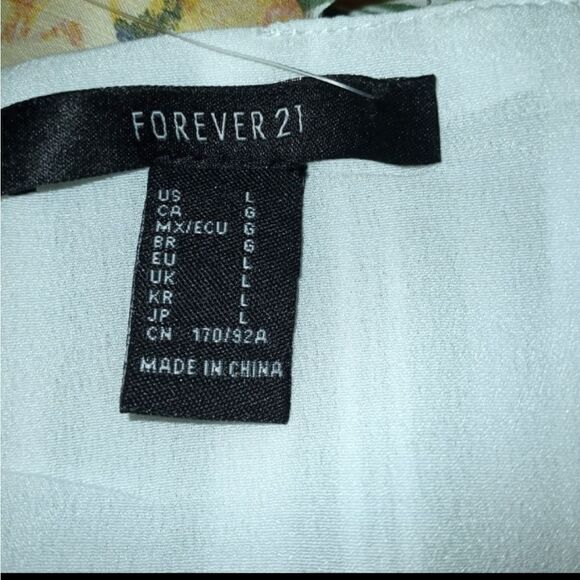 FOREVER 21
US L
CA G
MX/ECU G
BR G
EU L
UK L
KR L
JP L
CN 170/92A
MADE IN CHINA